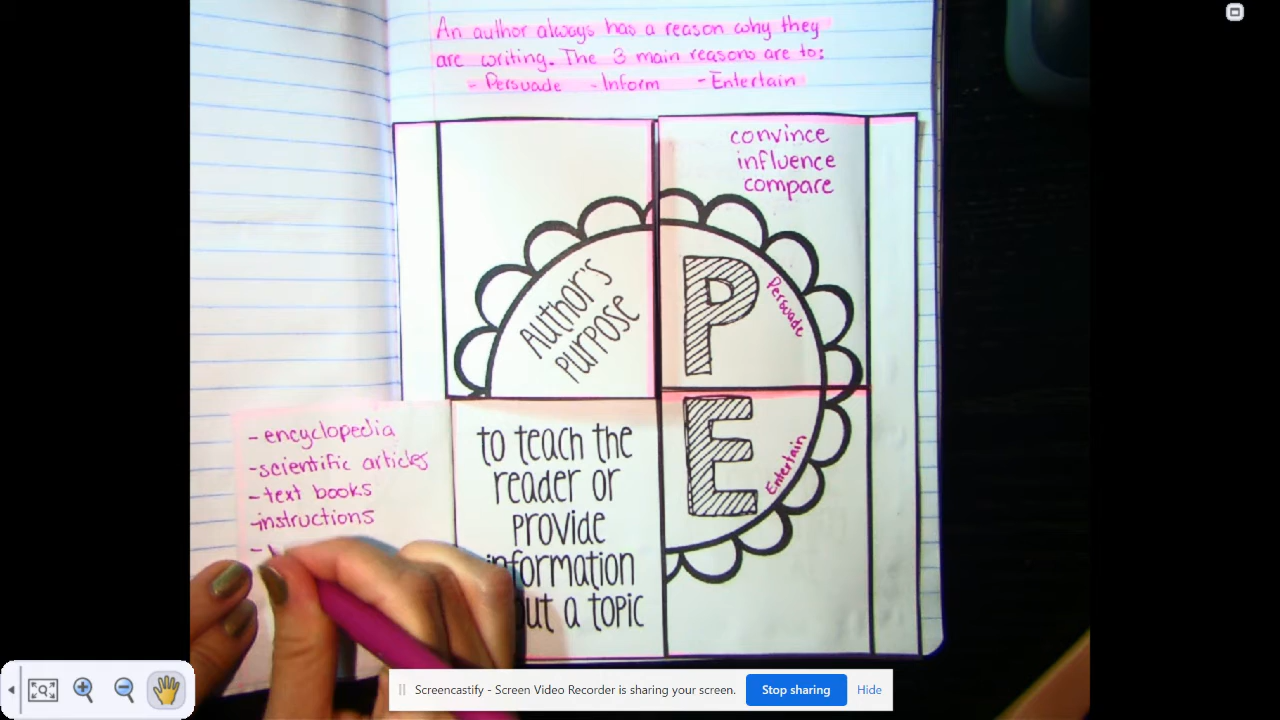 An author always has a reason why they
are writing. The 3 main reasons are to:
- Persuade - Inform - Entertain
convince
influence
compare
Author's
Purpose
P
Persuade
E
Entertain
- encyclopedia
- scientific articles
- text books
- instructions
-
to teach the
reader or
provide
information
a topic
Screencastify - Screen Video Recorder is sharing your screen.
Stop sharing
Hide